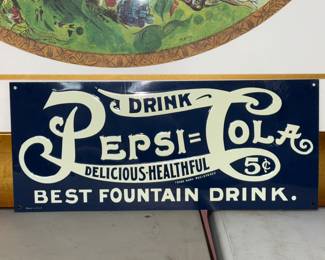 DRINK
PEPSI=COLA
DELICIOUS-HEALTHFUL
5¢
BEST FOUNTAIN DRINK.